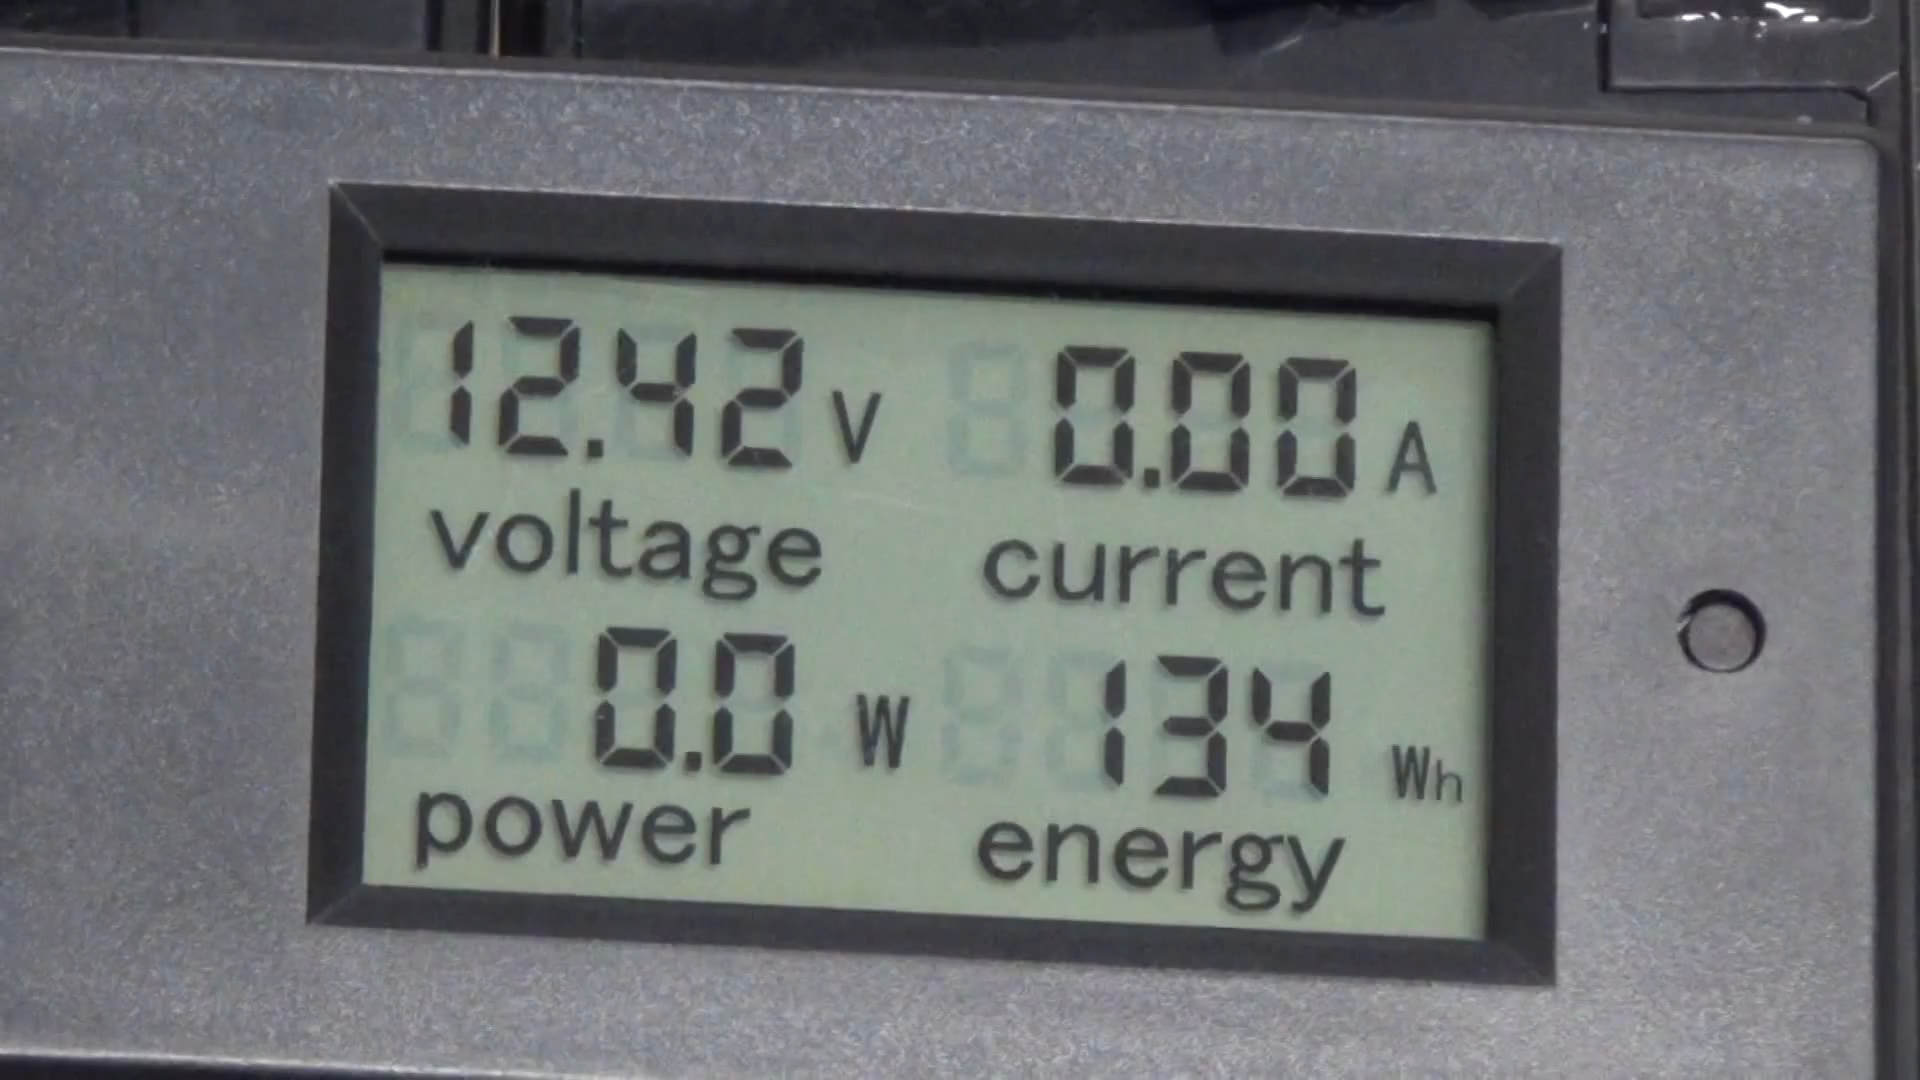 12.42 V 0.00 A
voltage current
0.0 W 134 Wh
power energy